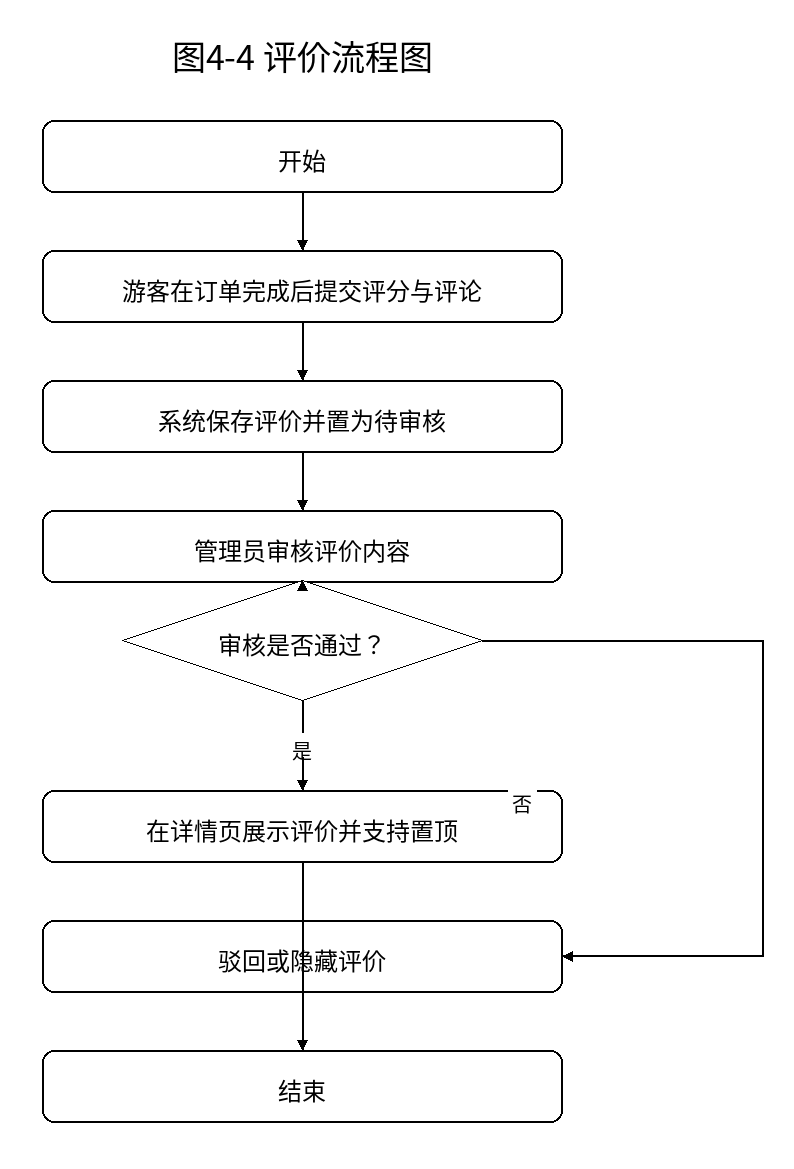 图4-4 评价流程图
开始
游客在订单完成后提交评分与评论
系统保存评价并置为待审核
管理员审核评价内容
审核是否通过？
是
否
在详情页展示评价并支持置顶
驳回或隐藏评价
结束